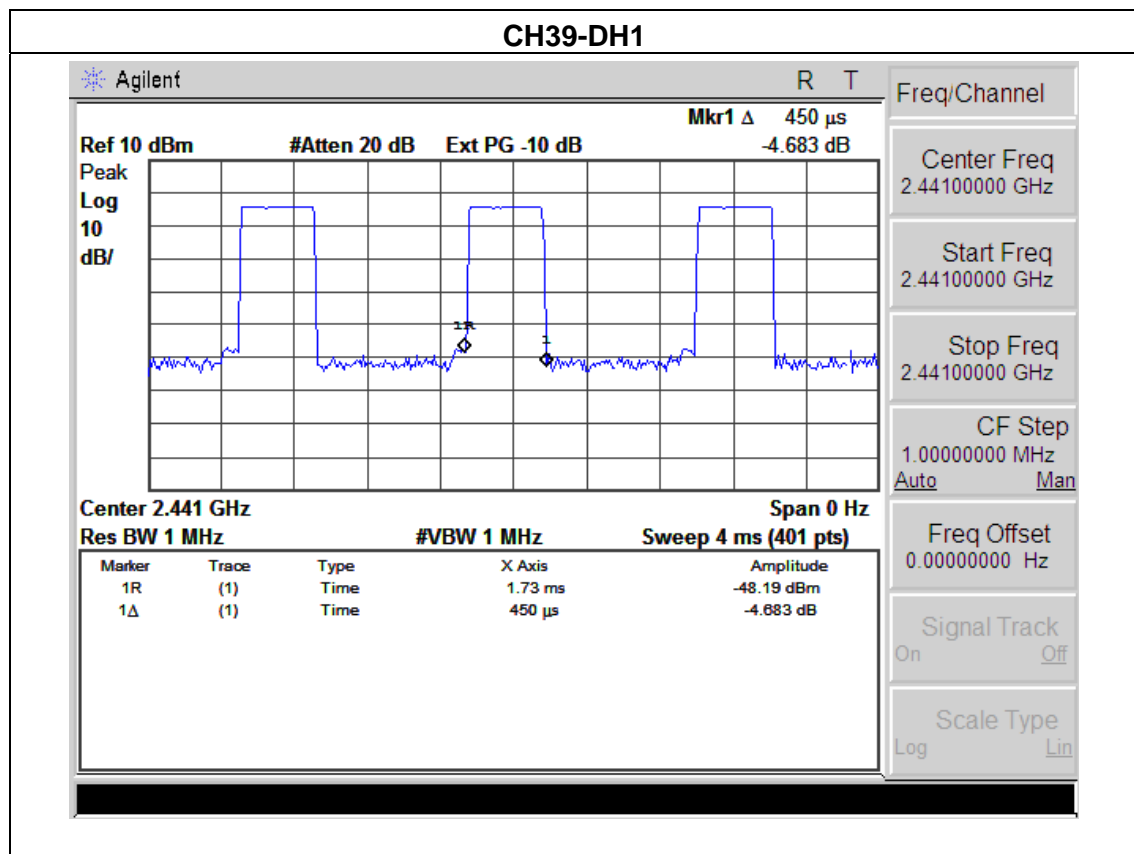 CH39-DH1
Agilent R T
Mkr1 Δ 450 µs
Ref 10 dBm #Atten 20 dB Ext PG -10 dB -4.683 dB
Peak
Log
10
dB/
1R
1
Center 2.441 GHz Span 0 Hz
Res BW 1 MHz #VBW 1 MHz Sweep 4 ms (401 pts)
Marker Trace Type X Axis Amplitude
1R (1) Time 1.73 ms -48.19 dBm
1Δ (1) Time 450 µs -4.683 dB
Freq/Channel
Center Freq
2.44100000 GHz
Start Freq
2.44100000 GHz
Stop Freq
2.44100000 GHz
CF Step
1.00000000 MHz
Auto Man
Freq Offset
0.00000000 Hz
Signal Track
On Off
Scale Type
Log Lin